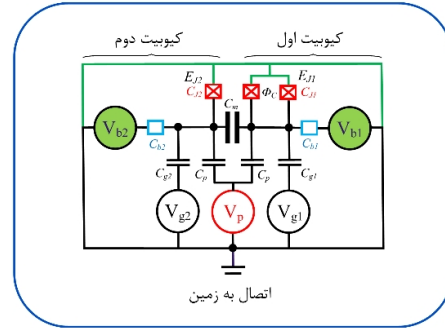 کیوبیت دوم کیوبیت اول
E_J2 E_J1
C_J2 C_m Φ_C C_J1
V_b2 V_b1
C_b2 C_b1
C_g2 C_p C_p C_g1
V_g2 V_p V_g1
اتصال به زمین